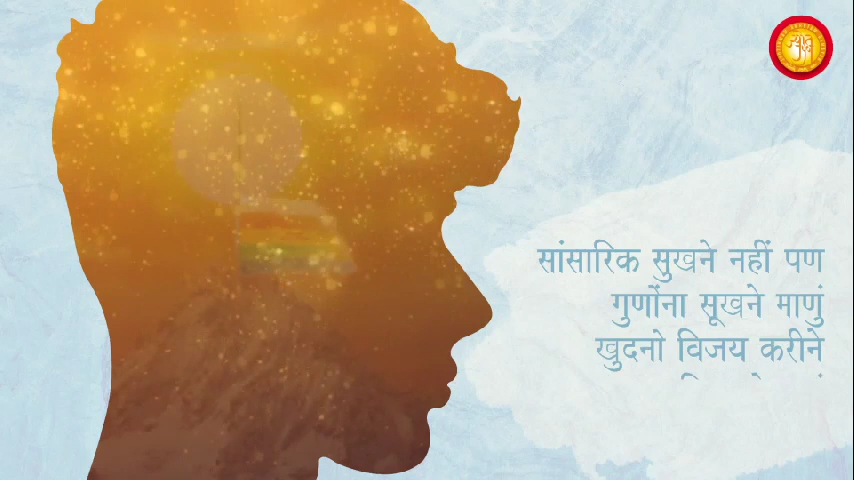 सांसारिक सुखने नहीं पण
गुणोंना सूखने माणुं
खुदनो विजय करीने